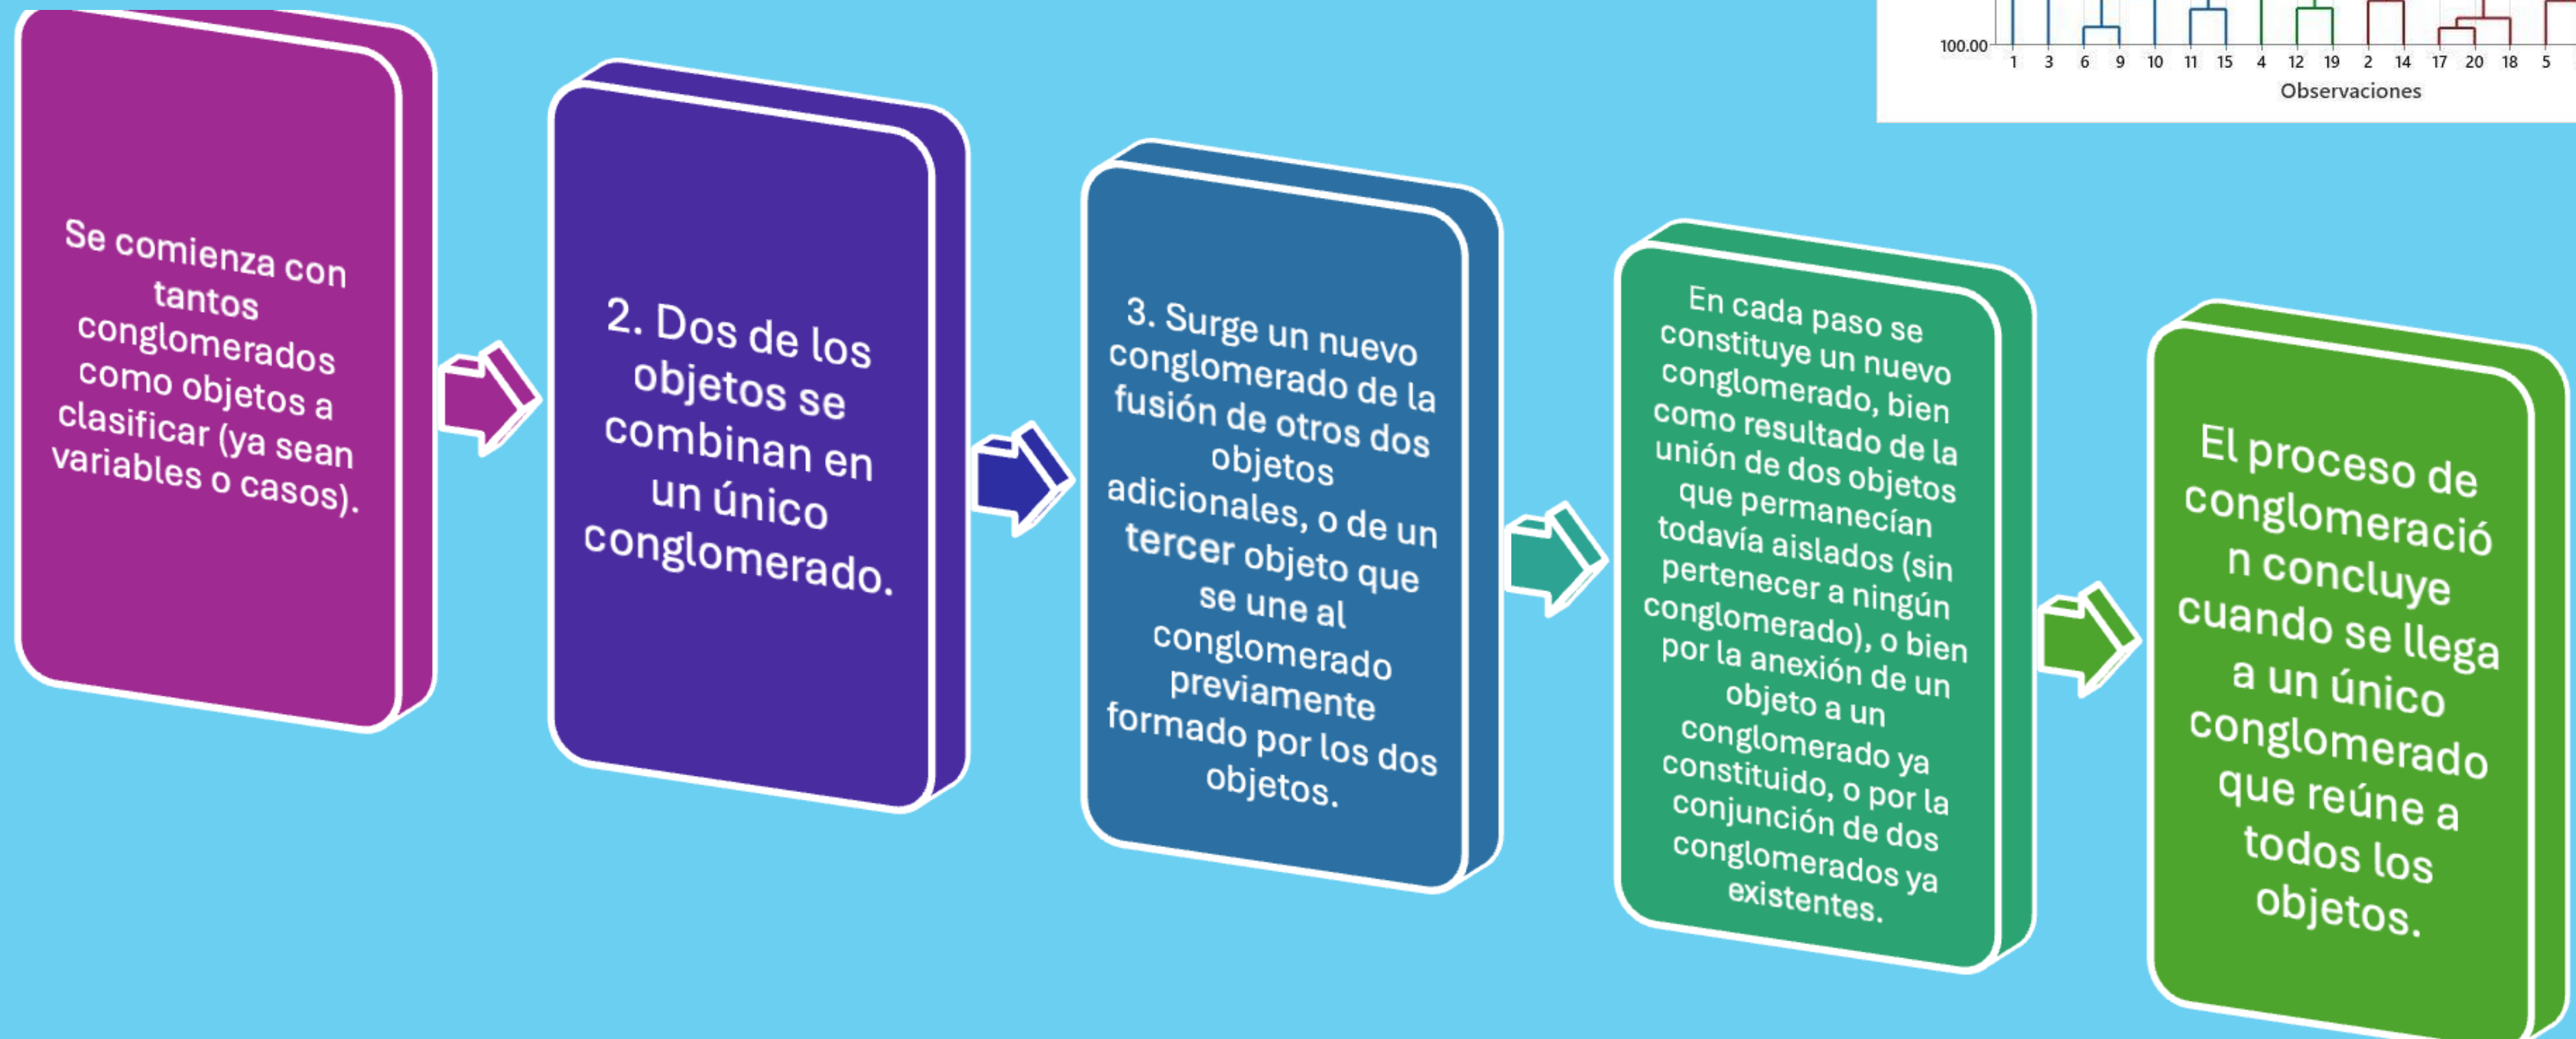 Se comienza con
tantos
conglomerados
como objetos a
clasificar (ya sean
variables o casos).
2. Dos de los
objetos se
combinan en
un único
conglomerado.
3. Surge un nuevo
conglomerado de la
fusión de otros dos
objetos
adicionales, o de un
tercer objeto que
se une al
conglomerado
previamente
formado por los dos
objetos.
En cada paso se
constituye un nuevo
conglomerado, bien
como resultado de la
unión de dos objetos
que permanecían
todavía aislados (sin
pertenecer a ningún
conglomerado), o bien
por la anexión de un
objeto a un
conglomerado ya
constituido, o por la
conjunción de dos
conglomerados ya
existentes.
El proceso de
conglomeració
n concluye
cuando se llega
a un único
conglomerado
que reúne a
todos los
objetos.
100.00
1 3 6 9 10 11 15 4 12 19 2 14 17 20 18 5
Observaciones